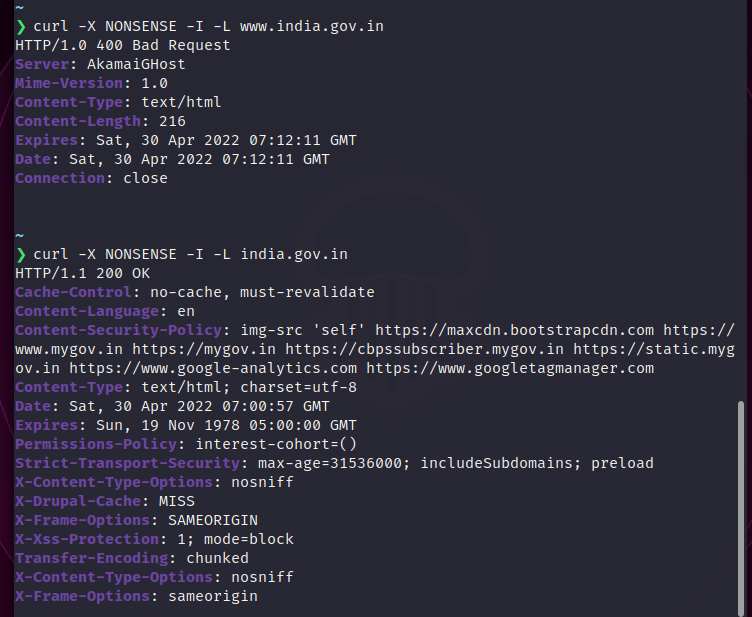 ~
❯ curl -X NONSENSE -I -L www.india.gov.in
HTTP/1.0 400 Bad Request
Server: AkamaiGHost
Mime-Version: 1.0
Content-Type: text/html
Content-Length: 216
Expires: Sat, 30 Apr 2022 07:12:11 GMT
Date: Sat, 30 Apr 2022 07:12:11 GMT
Connection: close
~
❯ curl -X NONSENSE -I -L india.gov.in
HTTP/1.1 200 OK
Cache-Control: no-cache, must-revalidate
Content-Language: en
Content-Security-Policy: img-src 'self' https://maxcdn.bootstrapcdn.com https://
www.mygov.in https://mygov.in https://cbpssubscriber.mygov.in https://static.myg
ov.in https://www.google-analytics.com https://www.googletagmanager.com
Content-Type: text/html; charset=utf-8
Date: Sat, 30 Apr 2022 07:00:57 GMT
Expires: Sun, 19 Nov 1978 05:00:00 GMT
Permissions-Policy: interest-cohort=()
Strict-Transport-Security: max-age=31536000; includeSubdomains; preload
X-Content-Type-Options: nosniff
X-Drupal-Cache: MISS
X-Frame-Options: SAMEORIGIN
X-Xss-Protection: 1; mode=block
Transfer-Encoding: chunked
X-Content-Type-Options: nosniff
X-Frame-Options: sameorigin